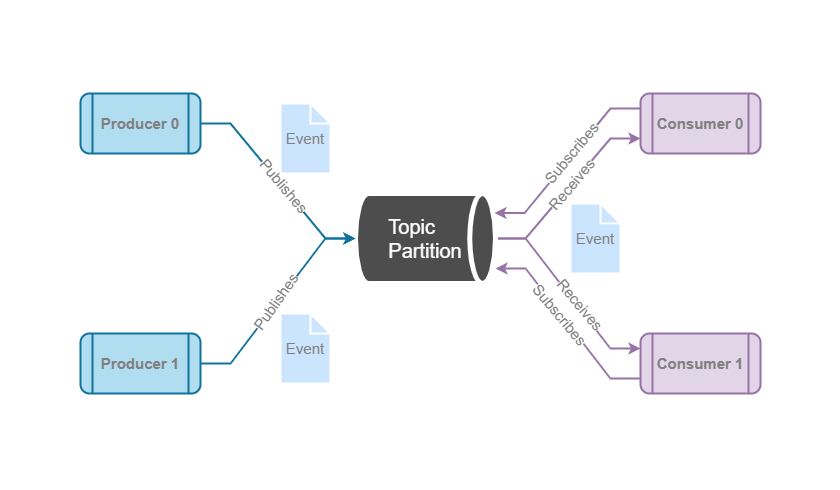 Producer 0
Event
Publishes
Consumer 0
Subscribes
Receives
Topic
Partition
Event
Publishes
Receives
Subscribes
Producer 1
Event
Consumer 1